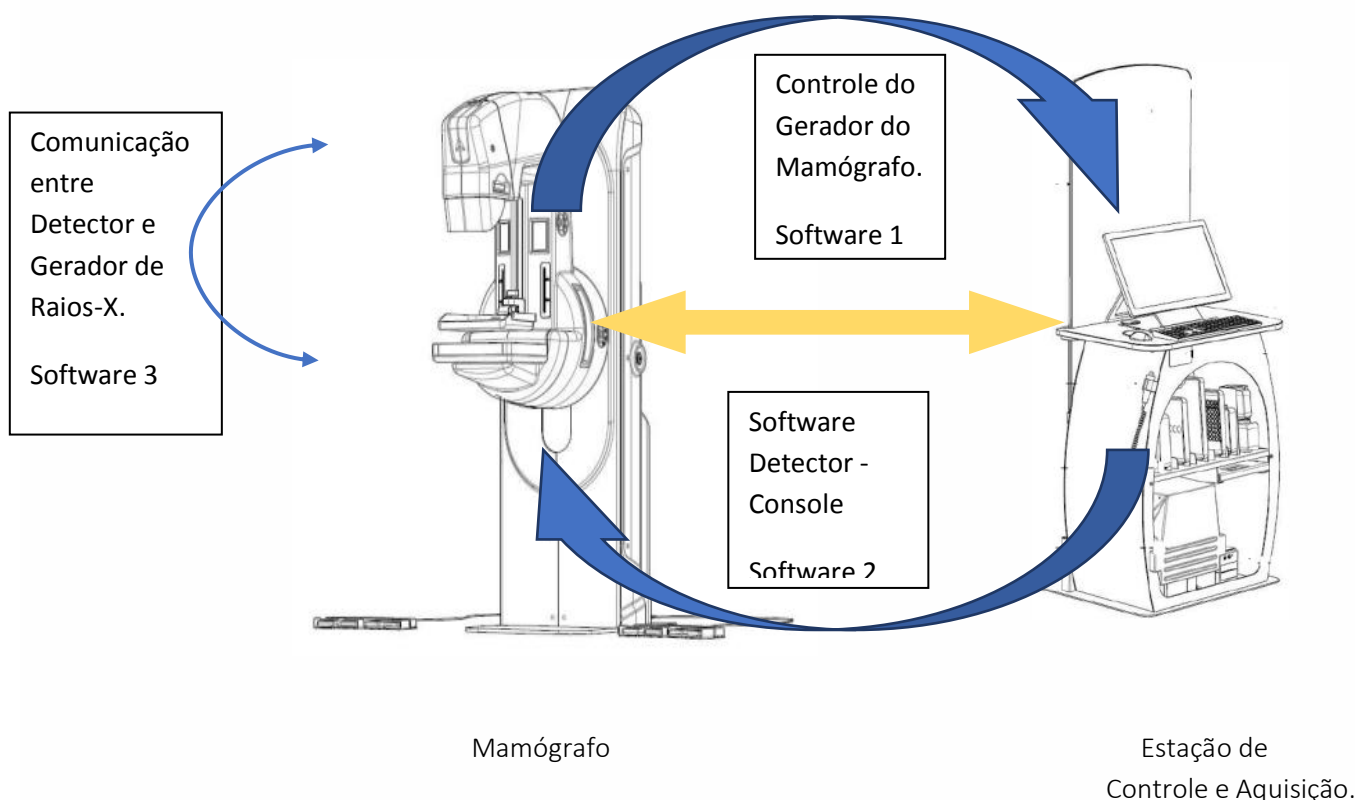 Comunicação
entre
Detector e
Gerador de
Raios-X.
Software 3
Controle do
Gerador do
Mamógrafo.
Software 1
Software
Detector -
Console
Software 2
Mamógrafo
Estação de
Controle e Aquisição.